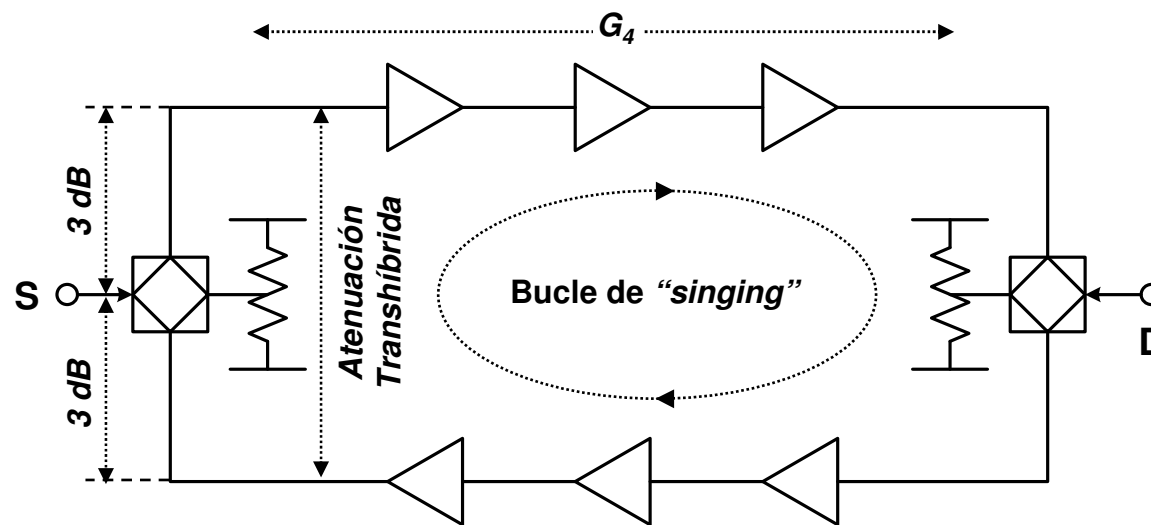 G4
3 dB
3 dB
Atenuación
Transhíbrida
Bucle de “singing”
S